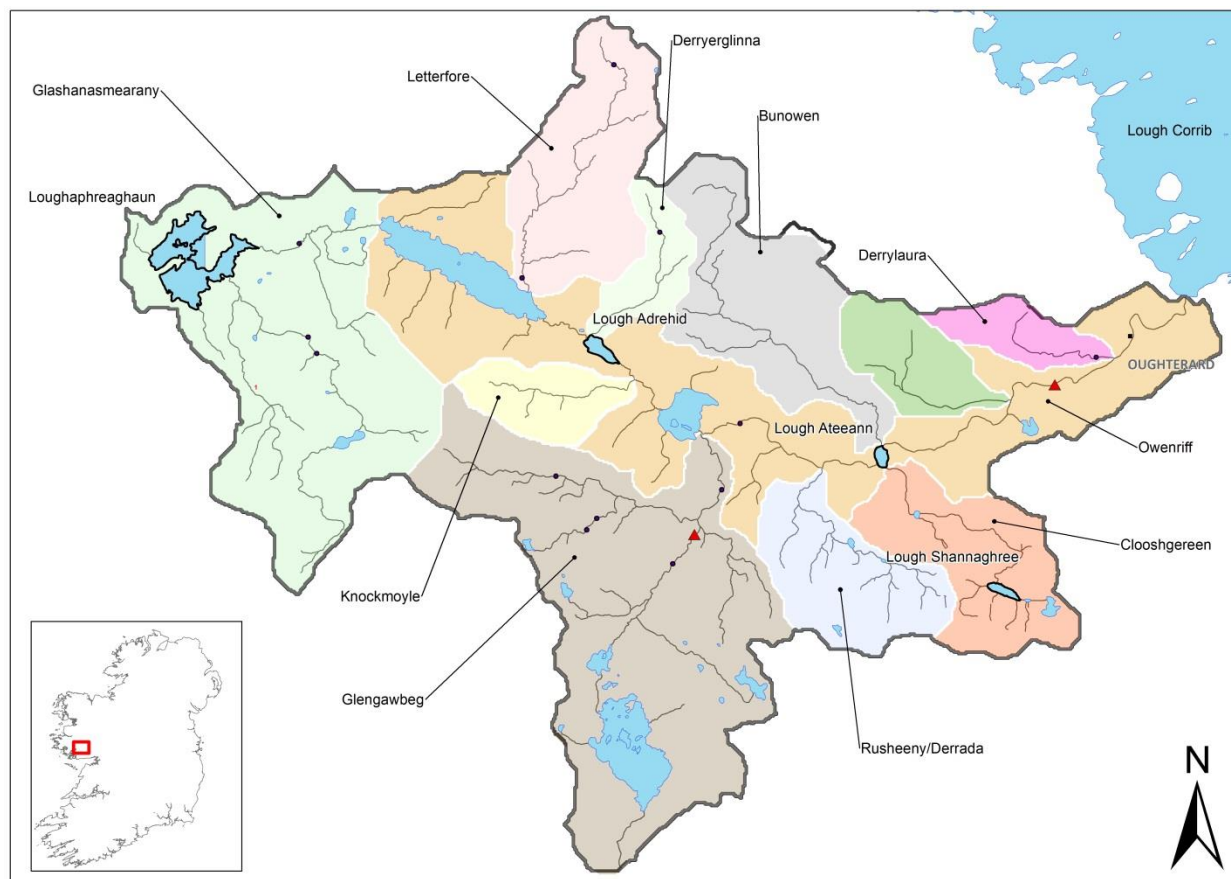 Derryerglinna
Letterfore
Glashanasmearany
Bunowen
Lough Corrib
Loughaphreaghaun
Derrylaura
Lough Adrehid
OUGHTERARD
Lough Ateeann
Owenriff
Clooshgereen
Lough Shannaghree
Knockmoyle
Glengawbeg
Rusheeny/Derrada
N